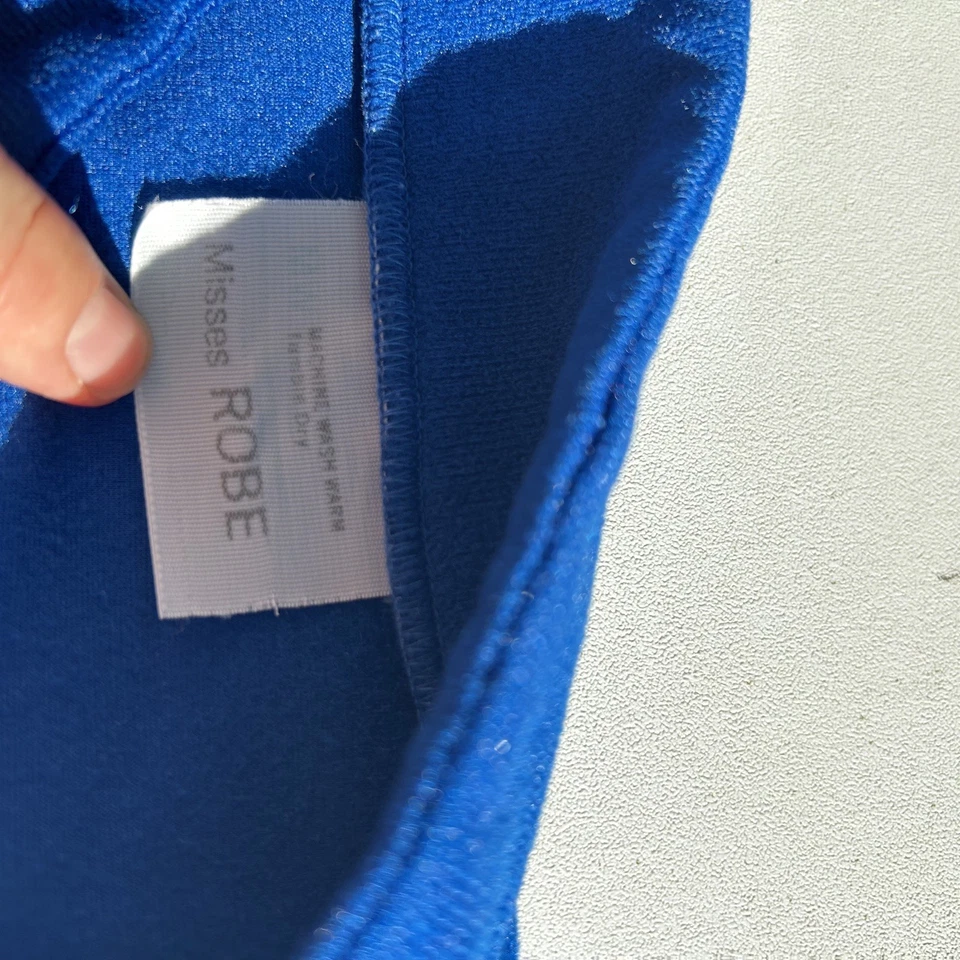 MACHINE WASH WARM
Tumble Dry
Misses ROBE